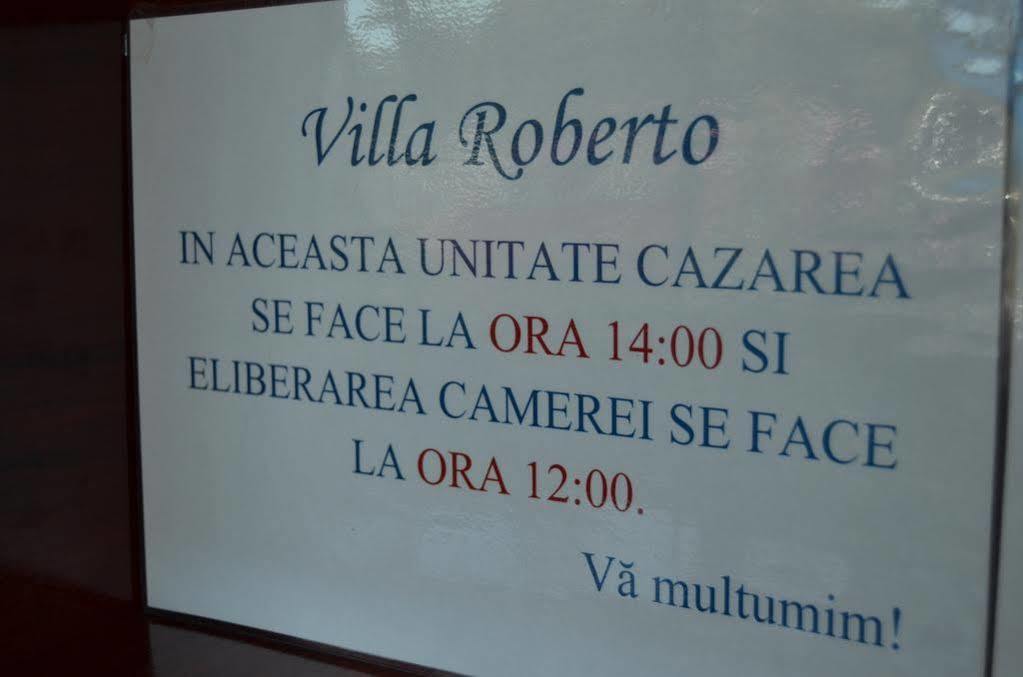 Villa Roberto
IN ACEASTA UNITATE CAZAREA
SE FACE LA ORA 14:00 SI
ELIBERAREA CAMEREI SE FACE
LA ORA 12:00.
Vă multumim!